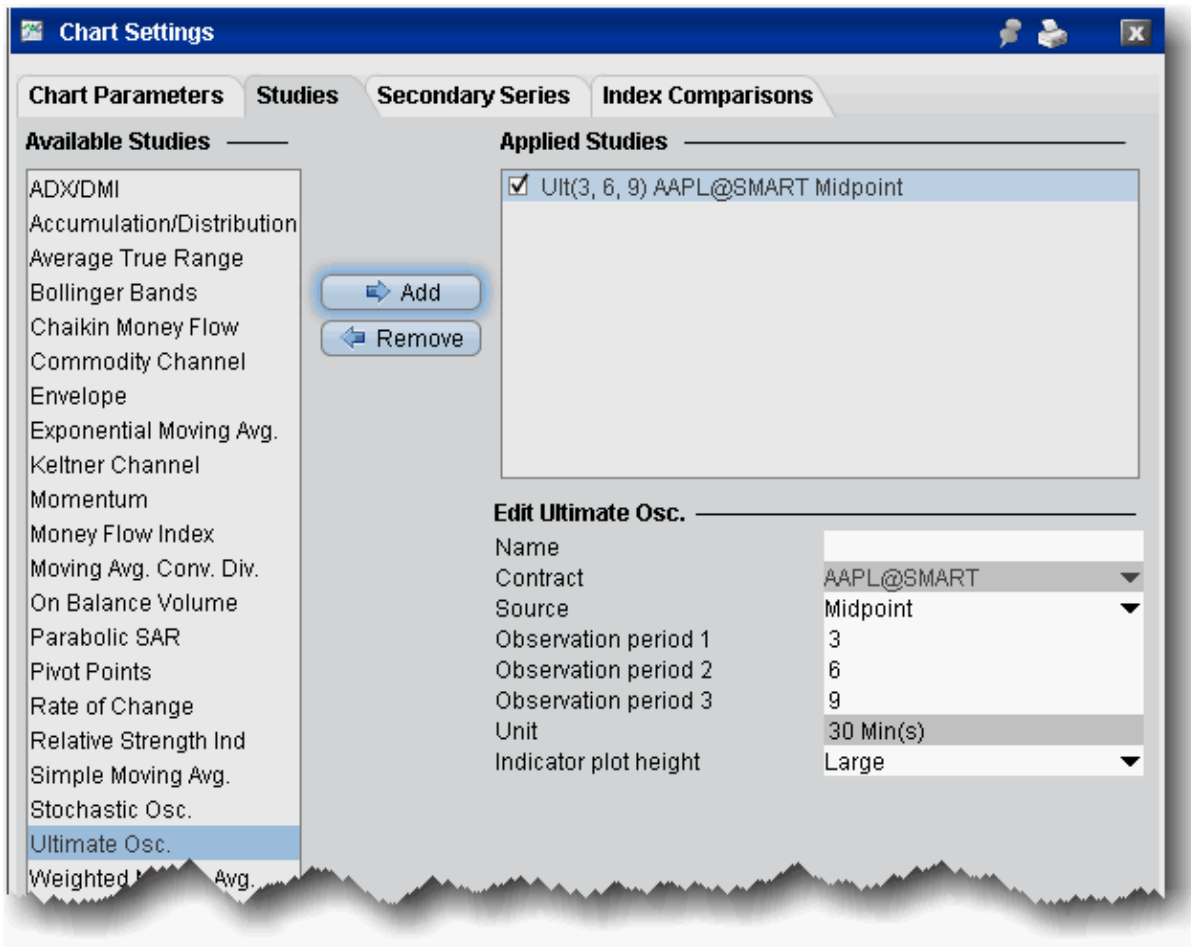 Chart Settings
Chart Parameters
Studies
Secondary Series
Index Comparisons
Available Studies
ADX/DMI
Accumulation/Distribution
Average True Range
Bollinger Bands
Chaikin Money Flow
Commodity Channel
Envelope
Exponential Moving Avg.
Keltner Channel
Momentum
Money Flow Index
Moving Avg. Conv. Div.
On Balance Volume
Parabolic SAR
Pivot Points
Rate of Change
Relative Strength Ind
Simple Moving Avg.
Stochastic Osc.
Ultimate Osc.
Weighted Avg.
Add
Remove
Applied Studies
Ult(3, 6, 9) AAPL@SMART Midpoint
Edit Ultimate Osc.
Name
Contract AAPL@SMART
Source Midpoint
Observation period 1 3
Observation period 2 6
Observation period 3 9
Unit 30 Min(s)
Indicator plot height Large